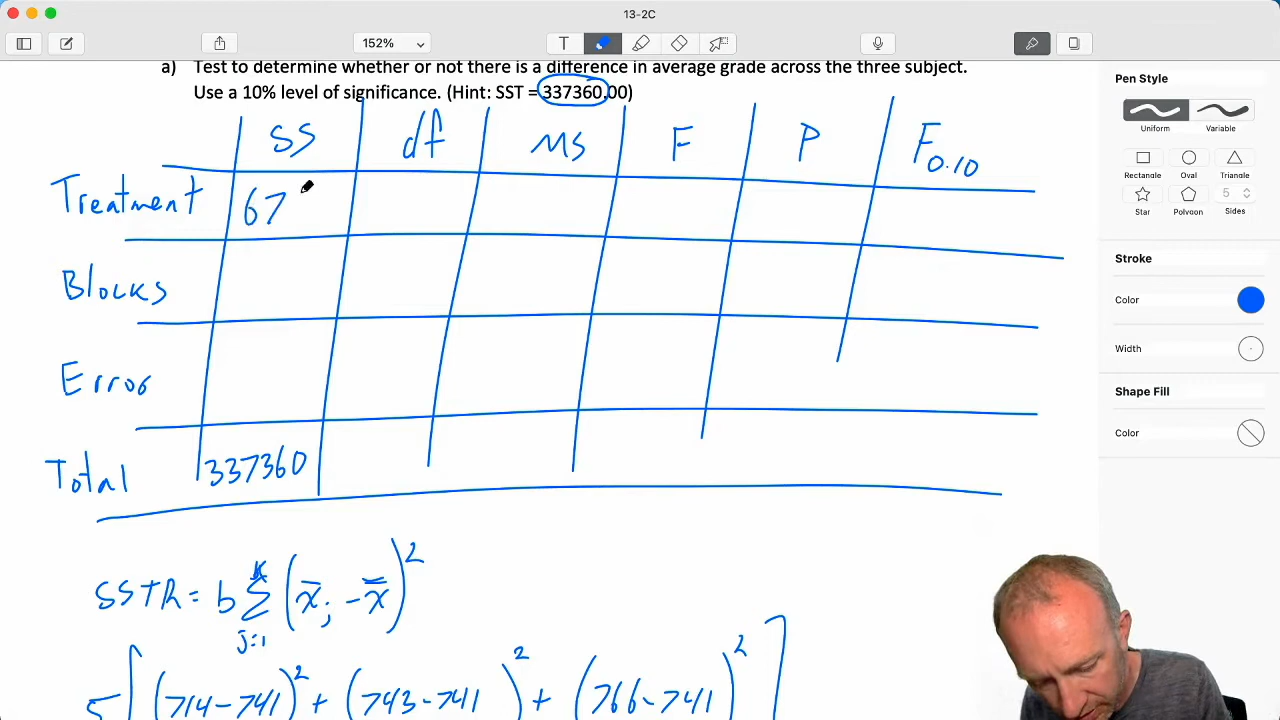 13-2C
152%
T
a) Test to determine whether or not there is a difference in average grade across the three subject.
Use a 10% level of significance. (Hint: SST = 337360.00)
SS df MS F P F0.10
Treatment 67
Blocks
Error
Total 337360
SSTR = b Σ (x̄j - x̿)²
k
j=1
5 [ (714-741)² + (743-741)² + (766-741)² ]
Pen Style
Uniform Variable
Rectangle Oval Triangle
5
Star Polygon Sides
Stroke
Color
Width
Shape Fill
Color